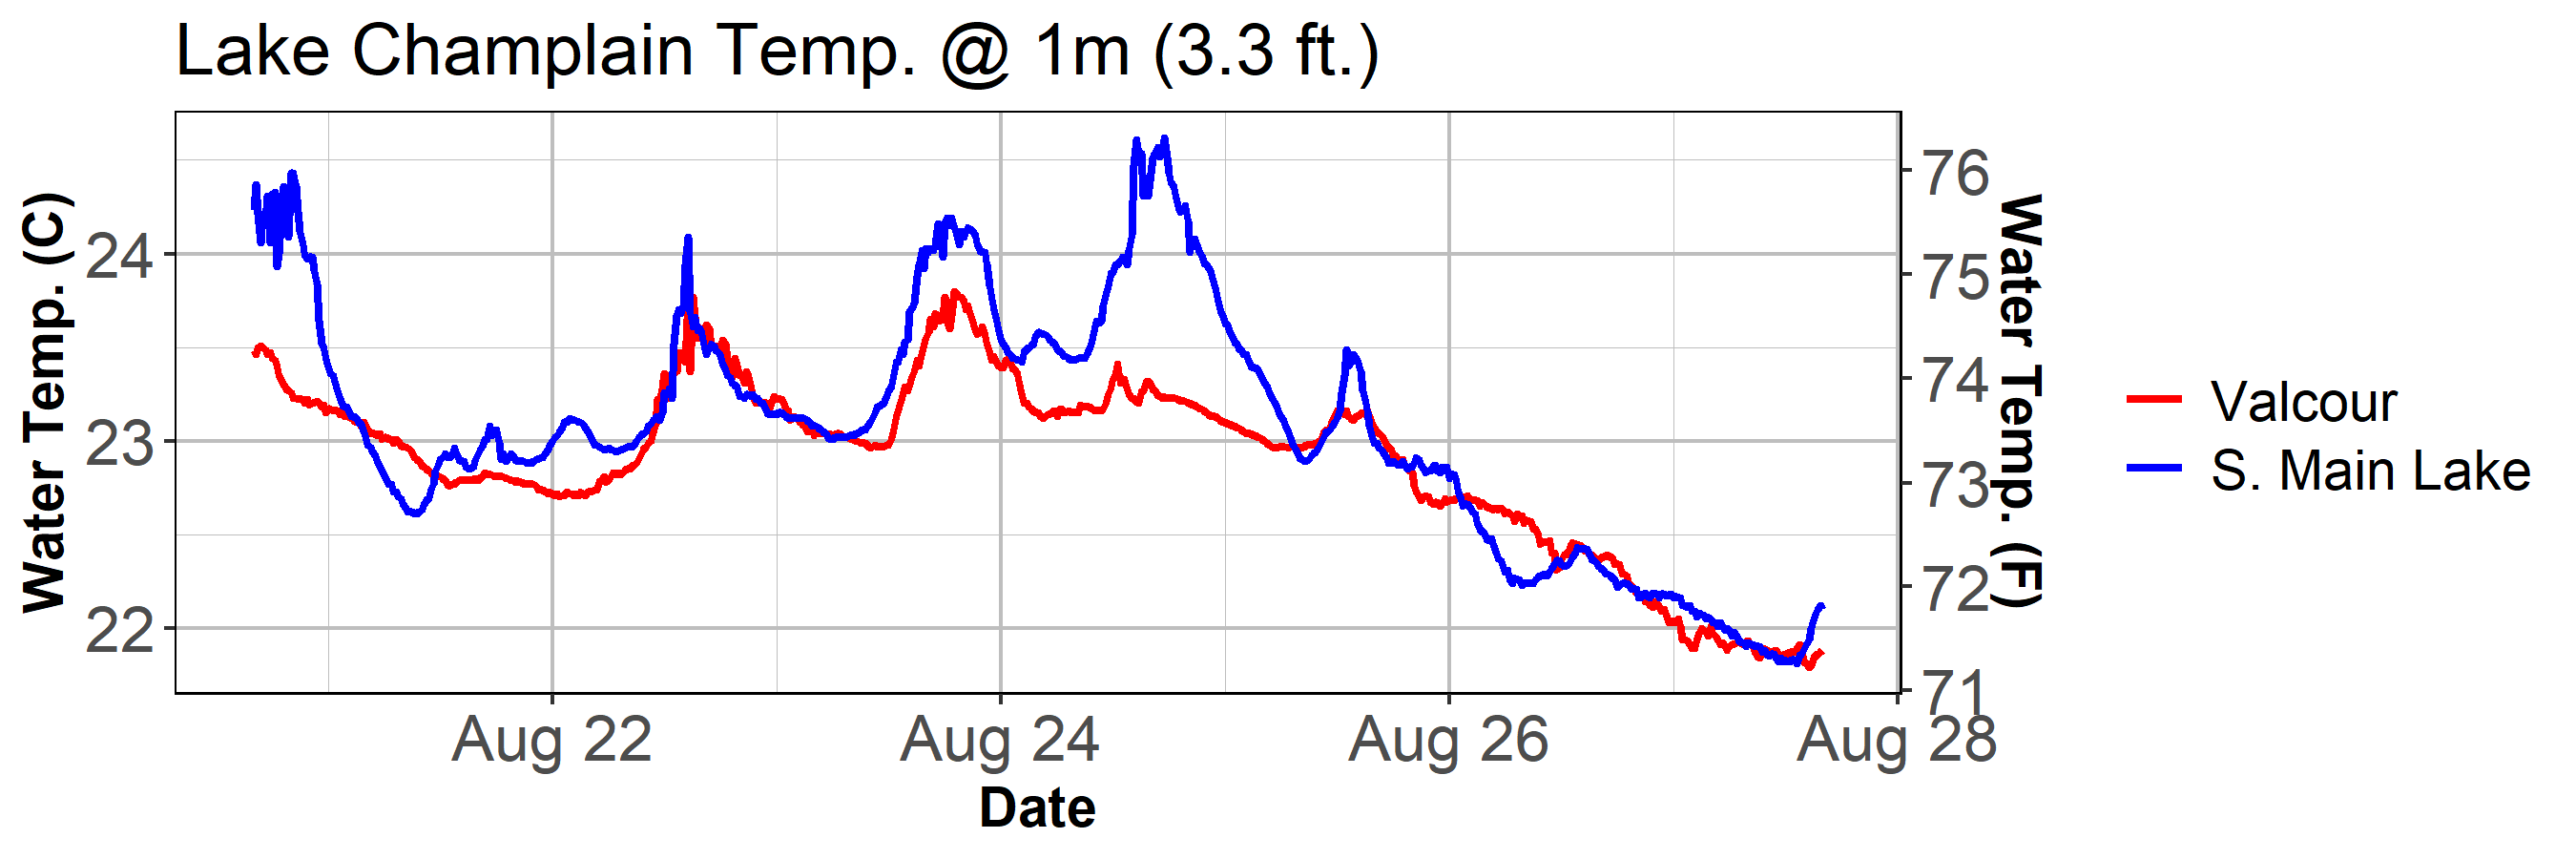 Lake Champlain Temp. @ 1m (3.3 ft.)
Water Temp. (C)
24
23
22
76
75
74
73
72
71
Water Temp. (F)
Aug 22
Aug 24
Aug 26
Aug 28
Date
Valcour
S. Main Lake